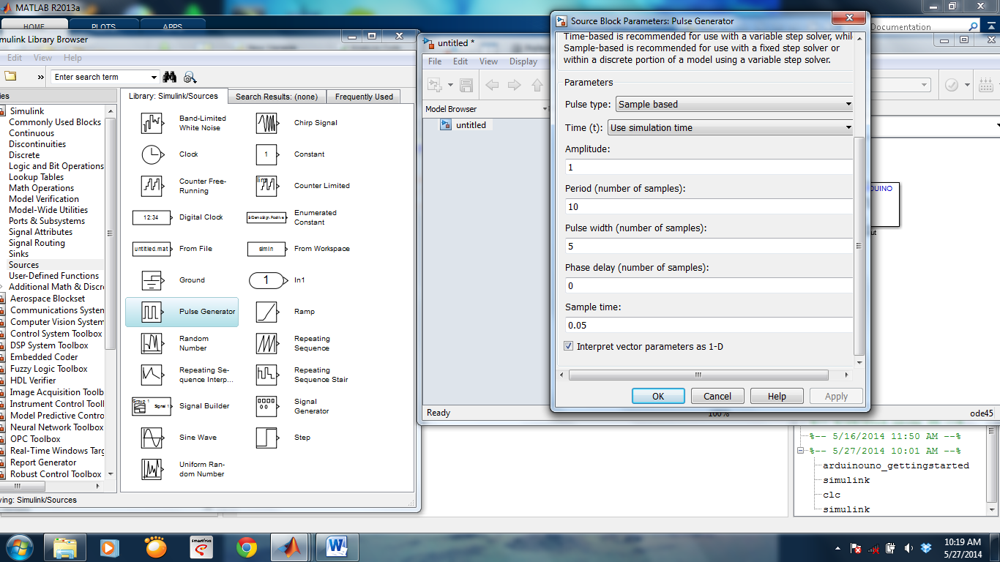 MATLAB R2013a
HOME PLOTS APPS
Documentation
mulink Library Browser
Edit View Help
» Enter search term
ies
Simulink
Commonly Used Blocks
Continuous
Discontinuities
Discrete
Logic and Bit Operations
Lookup Tables
Math Operations
Model Verification
Model-Wide Utilities
Ports & Subsystems
Signal Attributes
Signal Routing
Sinks
Sources
User-Defined Functions
Additional Math & Discre
Aerospace Blockset
Communications System
Computer Vision System
Control System Toolbox
DSP System Toolbox
Embedded Coder
Fuzzy Logic Toolbox
HDL Verifier
Image Acquisition Toolb
Instrument Control Tooll
Model Predictive Contro
Neural Network Toolbox
OPC Toolbox
Real-Time Windows Targ
Report Generator
Robust Control Toolbox
ving: Simulink/Sources
Library: Simulink/Sources Search Results: (none) Frequently Used
Band-Limited
White Noise
Chirp Signal
Clock
1 Constant
Counter Free-
Running
lim Counter Limited
12:34 Digital Clock
Enumerated
Constant
untitled.mat From File
simin From Workspace
Ground
1 In1
Pulse Generator
Ramp
Random
Number
Repeating
Sequence
Repeating Se-
quence Interp...
Repeating
Sequence Stair
Group 1
Signal 1
Signal Builder
Signal
Generator
Sine Wave
Step
Uniform Ran-
dom Number
untitled *
File Edit View Display
Model Browser
untitled
DUINO
ut
Ready 100% ode45
Source Block Parameters: Pulse Generator
Time-based is recommended for use with a variable step solver, whil
Sample-based is recommended for use with a fixed step solver or
within a discrete portion of a model using a variable step solver.
Parameters
Pulse type: Sample based
Time (t): Use simulation time
Amplitude:
1
Period (number of samples):
10
Pulse width (number of samples):
5
Phase delay (number of samples):
0
Sample time:
0.05
Interpret vector parameters as 1-D
OK Cancel Help Apply
%-- 5/16/2014 11:50 AM --%
%-- 5/27/2014 10:01 AM --%
arduinouno_gettingstarted
simulink
clc
simulink
smartfren
10:19 AM
5/27/2014